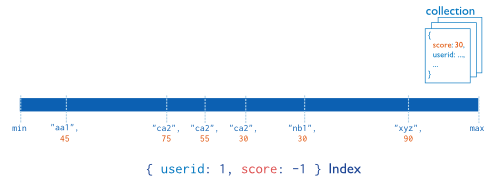 collection
{
score: 30,
userid: ...,
...
}
min "aa1", "ca2", "ca2", "ca2", "nb1", "xyz", max
45 75 55 30 30 90
{ userid: 1, score: -1 } Index